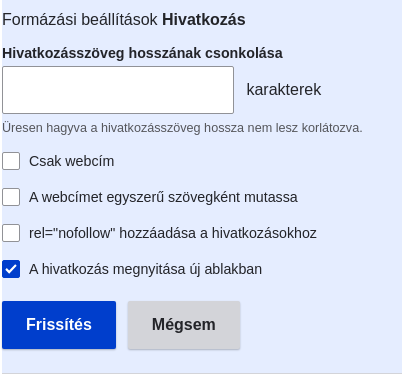 Formázási beállítások Hivatkozás
Hivatkozásszöveg hosszának csonkolása
karakterek
Üresen hagyva a hivatkozásszöveg hossza nem lesz korlátozva.
Csak webcím
A webcímet egyszerű szövegként mutassa
rel="nofollow" hozzáadása a hivatkozásokhoz
A hivatkozás megnyitása új ablakban
Frissítés Mégsem